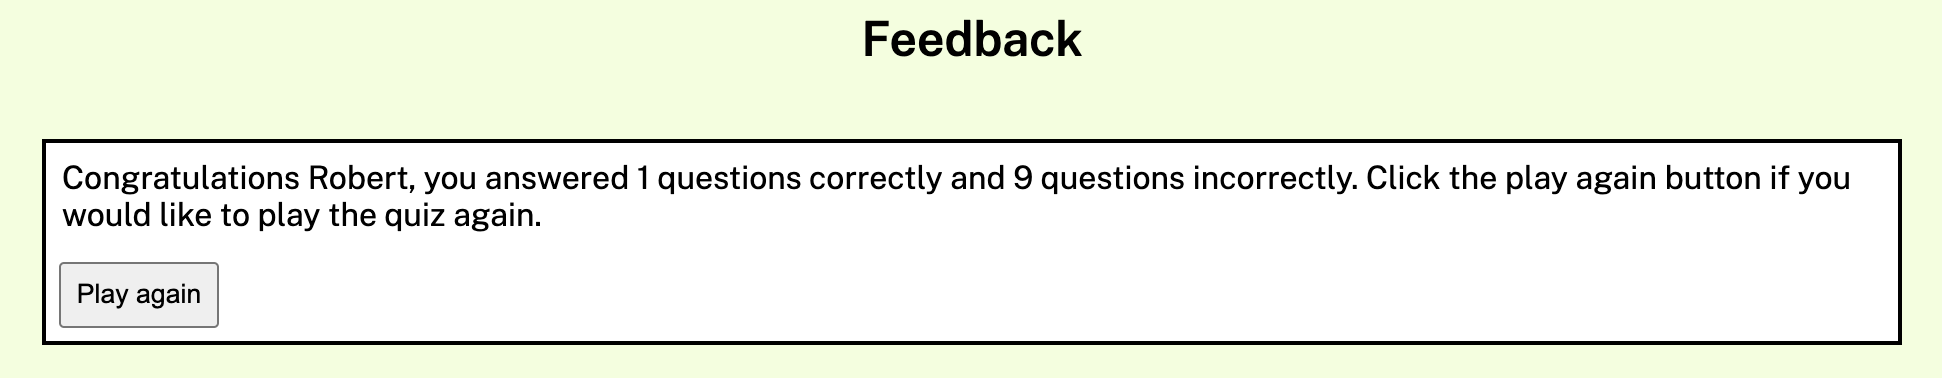 Feedback
Congratulations Robert, you answered 1 questions correctly and 9 questions incorrectly. Click the play again button if you
would like to play the quiz again.
Play again